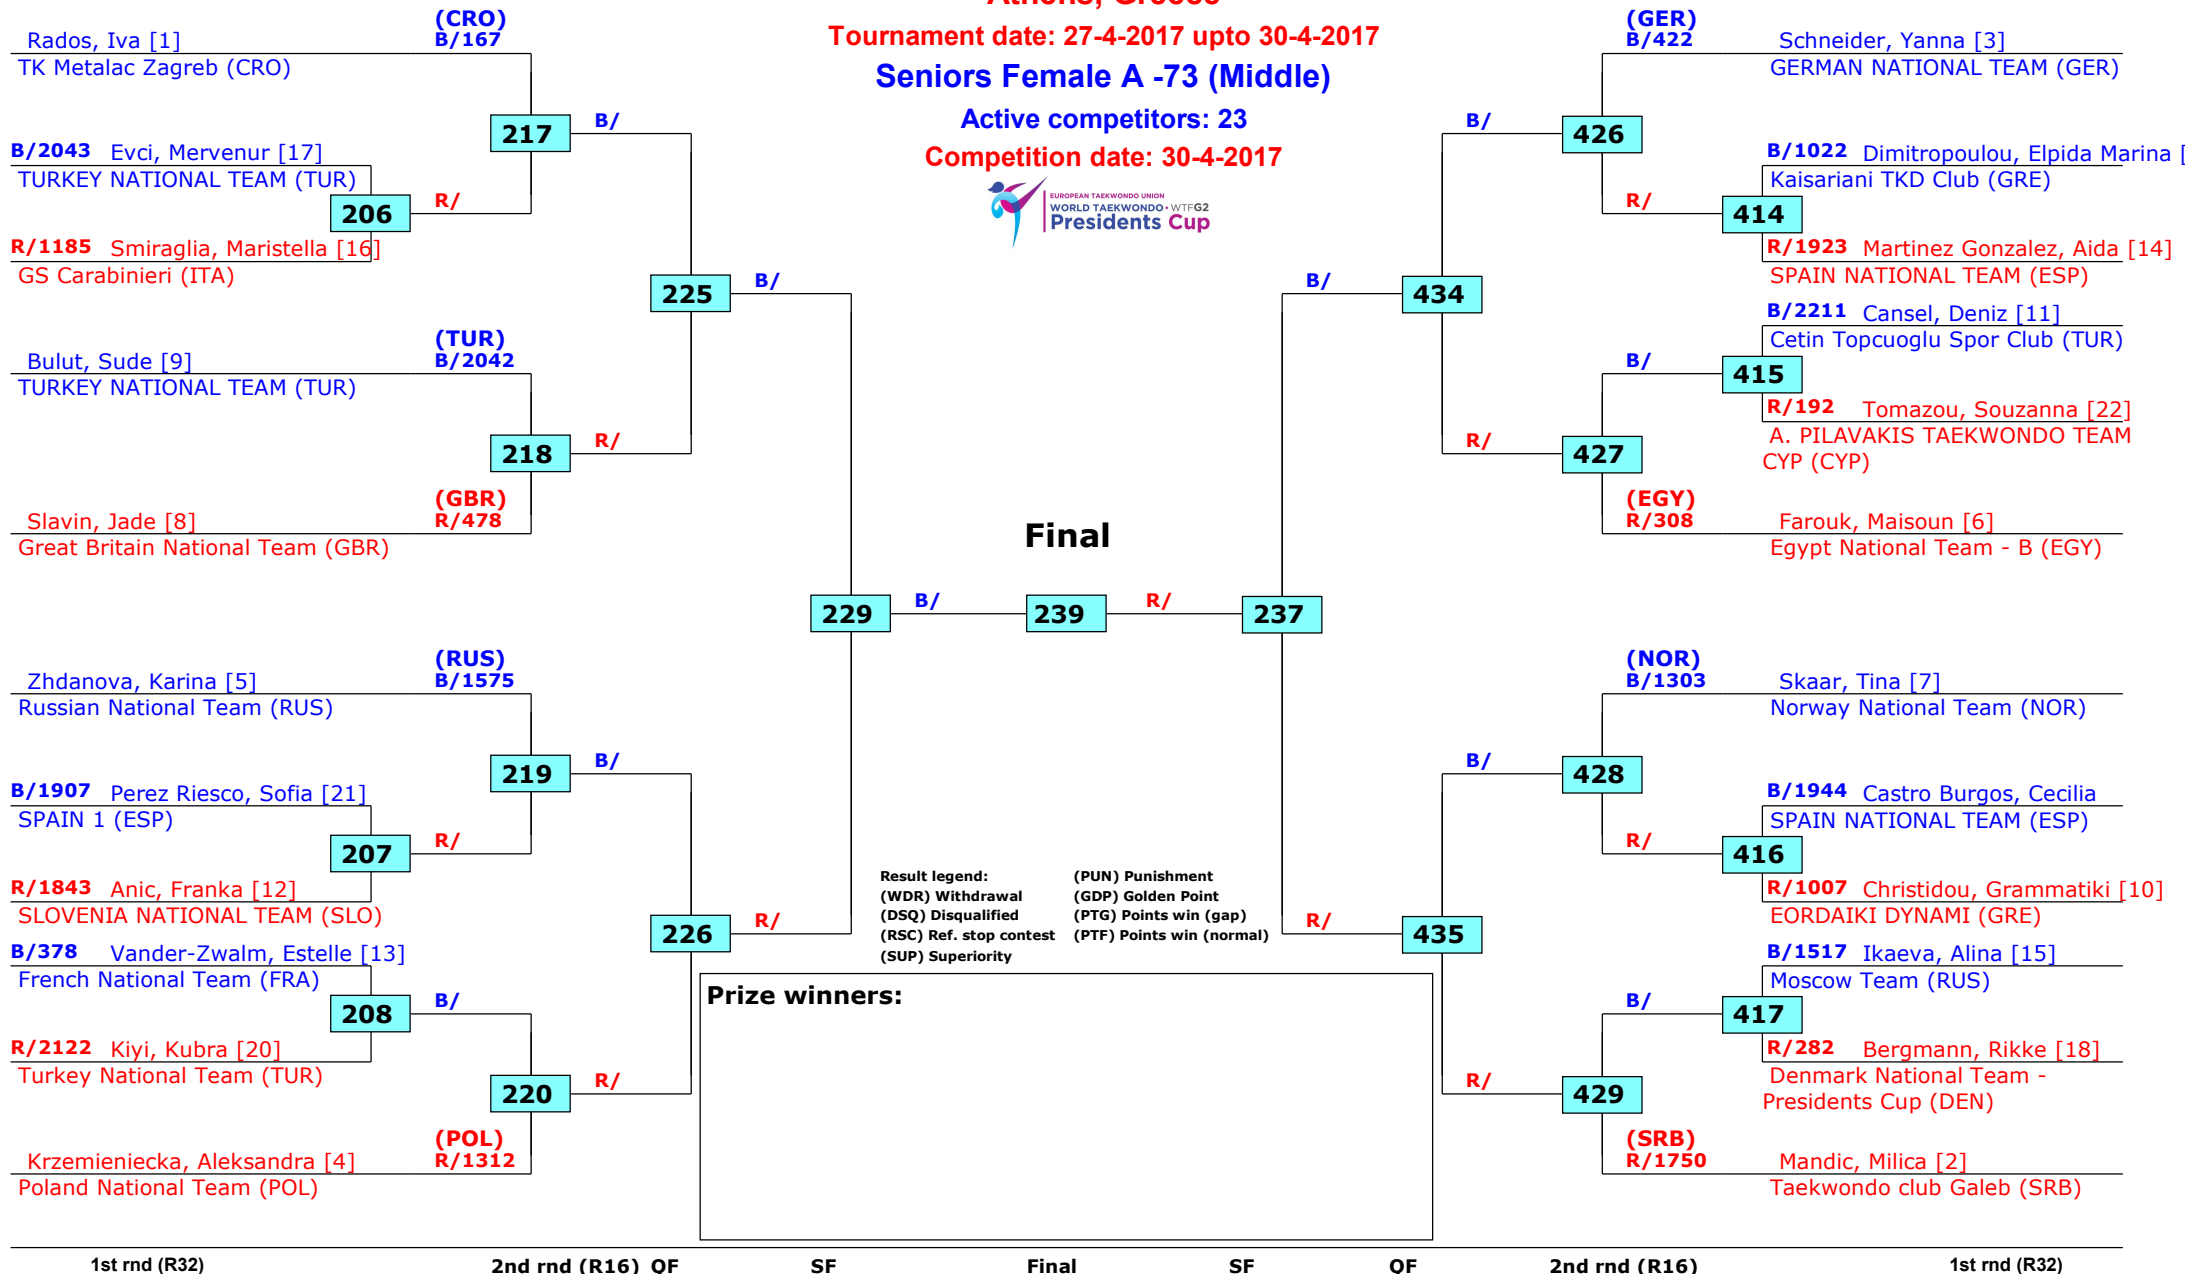 Athens, Greece
Tournament date: 27-4-2017 upto 30-4-2017
Seniors Female A -73 (Middle)
Active competitors: 23
Competition date: 30-4-2017
EUROPEAN TAEKWONDO UNION
WORLD TAEKWONDO • WTFG2
Presidents Cup
(CRO)
Rados, Iva [1] B/167
TK Metalac Zagreb (CRO)
217 B/
B/2043 Evci, Mervenur [17]
TURKEY NATIONAL TEAM (TUR)
206 R/
R/1185 Smiraglia, Maristella [16]
GS Carabinieri (ITA)
225 B/
(TUR)
Bulut, Sude [9] B/2042
TURKEY NATIONAL TEAM (TUR)
218 R/
(GBR)
Slavin, Jade [8] R/478
Great Britain National Team (GBR)
229 B/
(RUS)
Zhdanova, Karina [5] B/1575
Russian National Team (RUS)
219 B/
B/1907 Perez Riesco, Sofia [21]
SPAIN 1 (ESP)
207 R/
R/1843 Anic, Franka [12]
SLOVENIA NATIONAL TEAM (SLO)
226 R/
B/378 Vander-Zwalm, Estelle [13]
French National Team (FRA)
208 B/
R/2122 Kiyi, Kubra [20]
Turkey National Team (TUR)
220 R/
(POL)
Krzemieniecka, Aleksandra [4] R/1312
Poland National Team (POL)
Final
239
(GER)
B/422 Schneider, Yanna [3]
GERMAN NATIONAL TEAM (GER)
B/ 426
B/1022 Dimitropoulou, Elpida Marina [
Kaisariani TKD Club (GRE)
R/ 414
R/1923 Martinez Gonzalez, Aida [14]
SPAIN NATIONAL TEAM (ESP)
B/ 434
B/2211 Cansel, Deniz [11]
Cetin Topcuoglu Spor Club (TUR)
B/ 415
R/192 Tomazou, Souzanna [22]
A. PILAVAKIS TAEKWONDO TEAM
CYP (CYP)
R/ 427
(EGY)
R/308 Farouk, Maisoun [6]
Egypt National Team - B (EGY)
R/ 237
(NOR)
B/1303 Skaar, Tina [7]
Norway National Team (NOR)
B/ 428
B/1944 Castro Burgos, Cecilia
SPAIN NATIONAL TEAM (ESP)
R/ 416
R/1007 Christidou, Grammatiki [10]
EORDAIKI DYNAMI (GRE)
R/ 435
B/1517 Ikaeva, Alina [15]
Moscow Team (RUS)
B/ 417
R/282 Bergmann, Rikke [18]
Denmark National Team -
Presidents Cup (DEN)
R/ 429
(SRB)
R/1750 Mandic, Milica [2]
Taekwondo club Galeb (SRB)
Result legend: (PUN) Punishment
(WDR) Withdrawal (GDP) Golden Point
(DSQ) Disqualified (PTG) Points win (gap)
(RSC) Ref. stop contest (PTF) Points win (normal)
(SUP) Superiority
Prize winners:
1st rnd (R32) 2nd rnd (R16) QF SF Final SF QF 2nd rnd (R16) 1st rnd (R32)